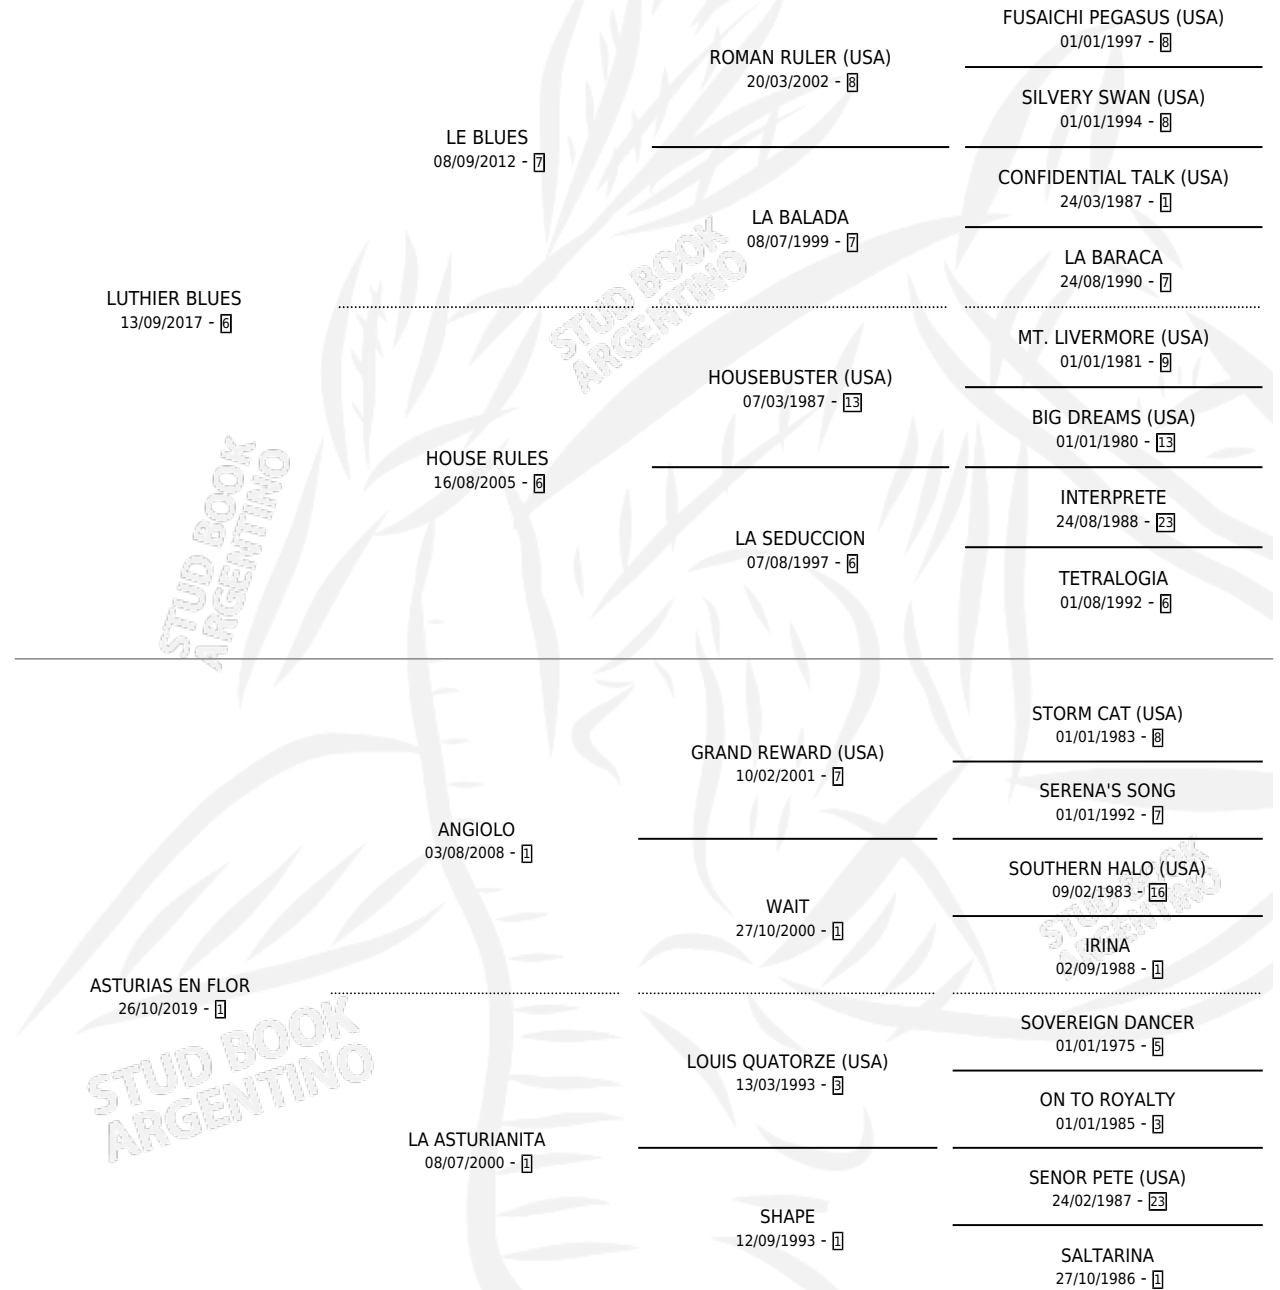 FUSAICHI PEGASUS (USA)
01/01/1997 - 8
ROMAN RULER (USA)
20/03/2002 - 8
SILVERY SWAN (USA)
01/01/1994 - 8
LE BLUES
08/09/2012 - 7
CONFIDENTIAL TALK (USA)
24/03/1987 - 1
LA BALADA
08/07/1999 - 7
LA BARACA
24/08/1990 - 7
LUTHIER BLUES
13/09/2017 - 6
STUD BOOK
ARGENTINO
MT. LIVERMORE (USA)
01/01/1981 - 9
HOUSEBUSTER (USA)
07/03/1987 - 13
BIG DREAMS (USA)
01/01/1980 - 13
HOUSE RULES
16/08/2005 - 6
INTERPRETE
24/08/1988 - 23
LA SEDUCCION
07/08/1997 - 6
TETRALOGIA
01/08/1992 - 6
STUD BOOK
ARGENTINO
STORM CAT (USA)
01/01/1983 - 8
GRAND REWARD (USA)
10/02/2001 - 7
SERENA'S SONG
01/01/1992 - 7
ANGIOLO
03/08/2008 - 1
SOUTHERN HALO (USA)
09/02/1983 - 16
WAIT
27/10/2000 - 1
IRINA
02/09/1988 - 1
STUD BOOK
ARGENTINO
ASTURIAS EN FLOR
26/10/2019 - 1
STUD BOOK
ARGENTINO
SOVEREIGN DANCER
01/01/1975 - 5
LOUIS QUATORZE (USA)
13/03/1993 - 3
ON TO ROYALTY
01/01/1985 - 3
LA ASTURIANITA
08/07/2000 - 1
SENOR PETE (USA)
24/02/1987 - 23
SHAPE
12/09/1993 - 1
SALTARINA
27/10/1986 - 1